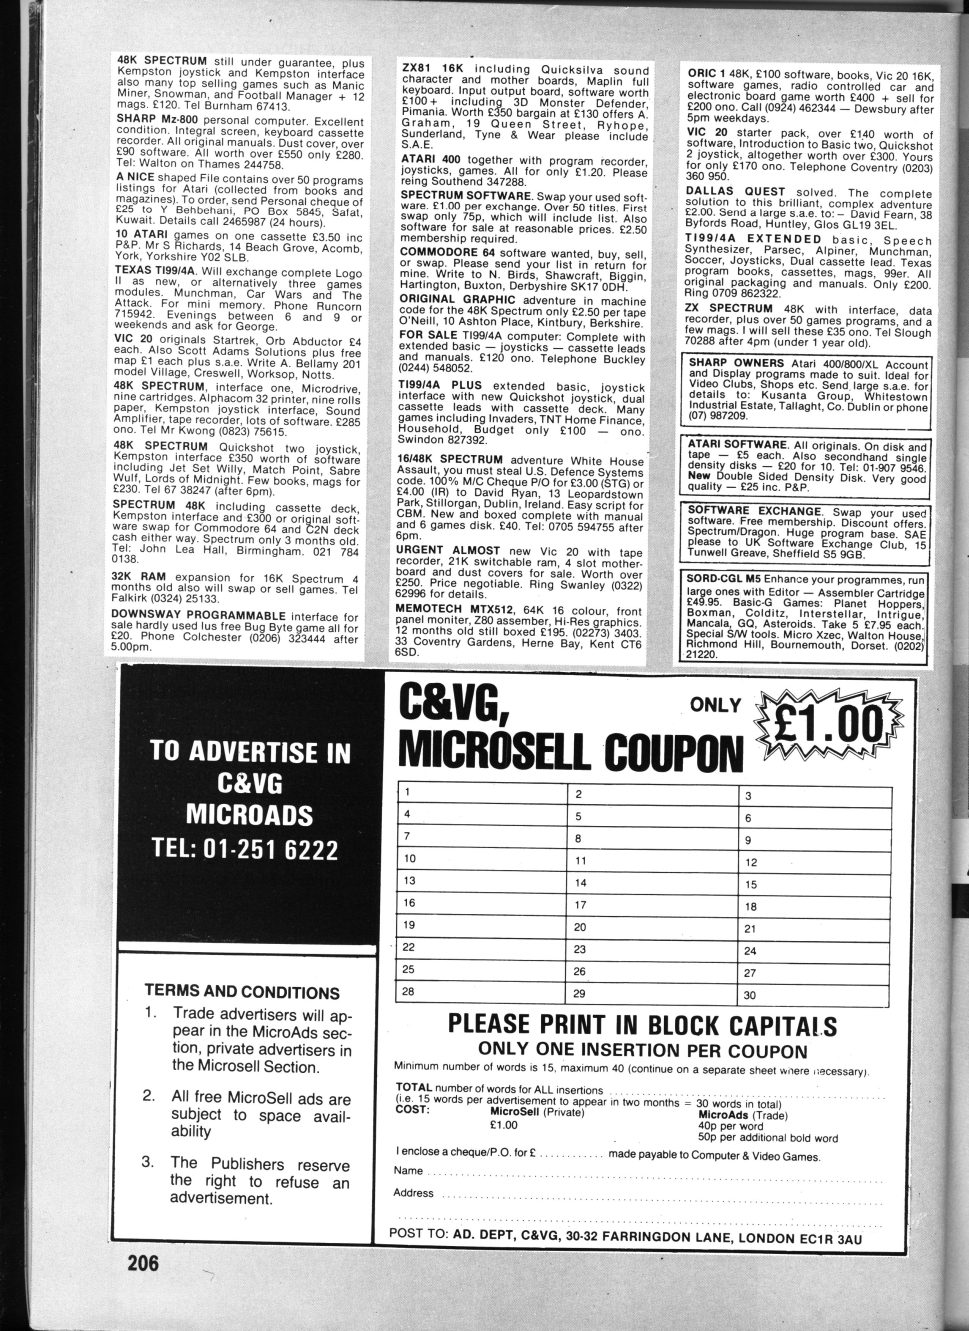 48K SPECTRUM still under guarantee, plus
Kempston joystick and Kempston interface
also many top selling games such as Manic
Miner, Snowman, and Football Manager + 12
mags. £120. Tel Burnham 67413.
SHARP Mz-800 personal computer. Excellent
condition. Integral screen, keyboard cassette
recorder. All original manuals. Dust cover, over
£90 software. All worth over £550 only £280.
Tel: Walton on Thames 244758.
A NICE shaped File contains over 50 programs
listings for Atari (collected from books and
magazines). To order, send Personal cheque of
£25 to Y Behbehani, PO Box 5845, Safat,
Kuwait. Details call 2465987 (24 hours).
10 ATARI games on one cassette £3.50 inc
P&P. Mr S Richards, 14 Beach Grove, Acomb,
York, Yorkshire Y02 SLB.
TEXAS TI99/4A. Will exchange complete Logo
II as new, or alternatively three games
modules. Munchman, Car Wars and The
Attack. For mini memory. Phone Runcorn
715942. Evenings between 6 and 9 or
weekends and ask for George.
VIC 20 originals Startrek, Orb Abductor £4
each. Also Scott Adams Solutions plus free
map £1 each plus s.a.e. Write A. Bellamy 201
model Village, Creswell, Worksop, Notts.
48K SPECTRUM, interface one, Microdrive,
nine cartridges. Alphacom 32 printer, nine rolls
paper, Kempston joystick interface, Sound
Amplifier, tape recorder, lots of software. £285
ono. Tel Mr Kwong (0823) 75615.
48K SPECTRUM Quickshot two joystick,
Kempston interface £350 worth of software
including Jet Set Willy, Match Point, Sabre
Wulf, Lords of Midnight. Few books, mags for
£230. Tel 67 38247 (after 6pm).
SPECTRUM 48K including cassette deck,
Kempston interface and £300 or original soft-
ware swap for Commodore 64 and C2N deck
cash either way. Spectrum only 3 months old.
Tel: John Lea Hall, Birmingham. 021 784
0138.
32K RAM expansion for 16K Spectrum 4
months old also will swap or sell games. Tel
Falkirk (0324) 25133.
DOWNSWAY PROGRAMMABLE interface for
sale hardly used lus free Bug Byte game all for
£20. Phone Colchester (0206) 323444 after
5.00pm.
ZX81 16K including Quicksilva sound
character and mother boards, Maplin full
keyboard. Input output board, software worth
£100+ including 3D Monster Defender,
Pimania. Worth £350 bargain at £130 offers A.
Graham, 19 Queen Street, Ryhope,
Sunderland, Tyne & Wear please include
S.A.E.
ATARI 400 together with program recorder,
joysticks, games. All for only £1.20. Please
reing Southend 347288.
SPECTRUM SOFTWARE. Swap your used soft-
ware. £1.00 per exchange. Over 50 titles. First
swap only 75p, which will include list. Also
software for sale at reasonable prices. £2.50
membership required.
COMMODORE 64 software wanted, buy, sell,
or swap. Please send your list in return for
mine. Write to N. Birds, Shawcraft, Biggin,
Hartington, Buxton, Derbyshire SK17 0DH.
ORIGINAL GRAPHIC adventure in machine
code for the 48K Spectrum only £2.50 per tape
O'Neill, 10 Ashton Place, Kintbury, Berkshire.
FOR SALE TI99/4A computer: Complete with
extended basic — joysticks — cassette leads
and manuals. £120 ono. Telephone Buckley
(0244) 548052.
TI99/4A PLUS extended basic, joystick
interface with new Quickshot joystick, dual
cassette leads with cassette deck. Many
games including Invaders, TNT Home Finance,
Household, Budget only £100 — ono.
Swindon 827392.
16/48K SPECTRUM adventure White House
Assault, you must steal U.S. Defence Systems
code. 100% M/C Cheque P/O for £3.00 (STG) or
£4.00 (IR) to David Ryan, 13 Leopardstown
Park, Stillorgan, Dublin, Ireland. Easy script for
CBM. New and boxed complete with manual
and 6 games disk. £40. Tel: 0705 594755 after
6pm.
URGENT ALMOST new Vic 20 with tape
recorder, 21K switchable ram, 4 slot mother-
board and dust covers for sale. Worth over
£250. Price negotiable. Ring Swanley (0322)
62996 for details.
MEMOTECH MTX512, 64K 16 colour, front
panel moniter, Z80 assember, Hi-Res graphics.
12 months old still boxed £195. (02273) 3403.
33 Coventry Gardens, Herne Bay, Kent CT6
6SD.
ORIC 1 48K, £100 software, books, Vic 20 16K,
software games, radio controlled car and
electronic board game worth £400 + sell for
£200 ono. Call (0924) 462344 — Dewsbury after
5pm weekdays.
VIC 20 starter pack, over £140 worth of
software, Introduction to Basic two, Quickshot
2 joystick, altogether worth over £300. Yours
for only £170 ono. Telephone Coventry (0203)
360 950.
DALLAS QUEST solved. The complete
solution to this brilliant, complex adventure
£2.00. Send a large s.a.e. to: – David Fearn, 38
Byfords Road, Huntley, Glos GL19 3EL.
TI99/4A EXTENDED basic, Speech
Synthesizer, Parsec, Alpiner, Munchman,
Soccer, Joysticks, Dual cassette lead. Texas
program books, cassettes, mags, 99er. All
original packaging and manuals. Only £200.
Ring 0709 862322.
ZX SPECTRUM 48K with interface, data
recorder, plus over 50 games programs, and a
few mags. I will sell these £35 ono. Tel Slough
70288 after 4pm (under 1 year old).
SHARP OWNERS Atari 400/800/XL Account
and Display programs made to suit. Ideal for
Video Clubs, Shops etc. Send large s.a.e. for
details to: Kusanta Group, Whitestown
Industrial Estate, Tallaght, Co. Dublin or phone
(07) 987209.
ATARI SOFTWARE. All originals. On disk and
tape — £5 each. Also secondhand single
density disks — £20 for 10. Tel: 01-907 9546.
New Double Sided Density Disk. Very good
quality — £25 inc. P&P.
SOFTWARE EXCHANGE. Swap your used
software. Free membership. Discount offers.
Spectrum/Dragon. Huge program base. SAE
please to UK Software Exchange Club, 15
Tunwell Greave, Sheffield S5 9GB.
SORD-CGL M5 Enhance your programmes, run
large ones with Editor — Assembler Cartridge
£49.95. Basic-G Games: Planet Hoppers,
Boxman, Colditz, Interstellar, Intrigue,
Mancala, GQ, Asteroids. Take 5 £7.95 each.
Special S/W tools. Micro Xzec, Walton House,
Richmond Hill, Bournemouth, Dorset. (0202)
21220.
TO ADVERTISE IN
C&VG
MICROADS
TEL: 01-251 6222
TERMS AND CONDITIONS
1. Trade advertisers will ap-
pear in the MicroAds sec-
tion, private advertisers in
the Microsell Section.
2. All free MicroSell ads are
subject to space avail-
ability
3. The Publishers reserve
the right to refuse an
advertisement.
C&VG,
MICROSELL COUPON
ONLY
£1.00
1 2 3
4 5 6
7 8 9
10 11 12
13 14 15
16 17 18
19 20 21
22 23 24
25 26 27
28 29 30
PLEASE PRINT IN BLOCK CAPITALS
ONLY ONE INSERTION PER COUPON
Minimum number of words is 15, maximum 40 (continue on a separate sheet where necessary).
TOTAL number of words for ALL insertions
(i.e. 15 words per advertisement to appear in two months = 30 words in total)
COST: MicroSell (Private) MicroAds (Trade)
£1.00 40p per word
50p per additional bold word
I enclose a cheque/P.O. for £ ............ made payable to Computer & Video Games.
Name
Address
POST TO: AD. DEPT, C&VG, 30-32 FARRINGDON LANE, LONDON EC1R 3AU
206